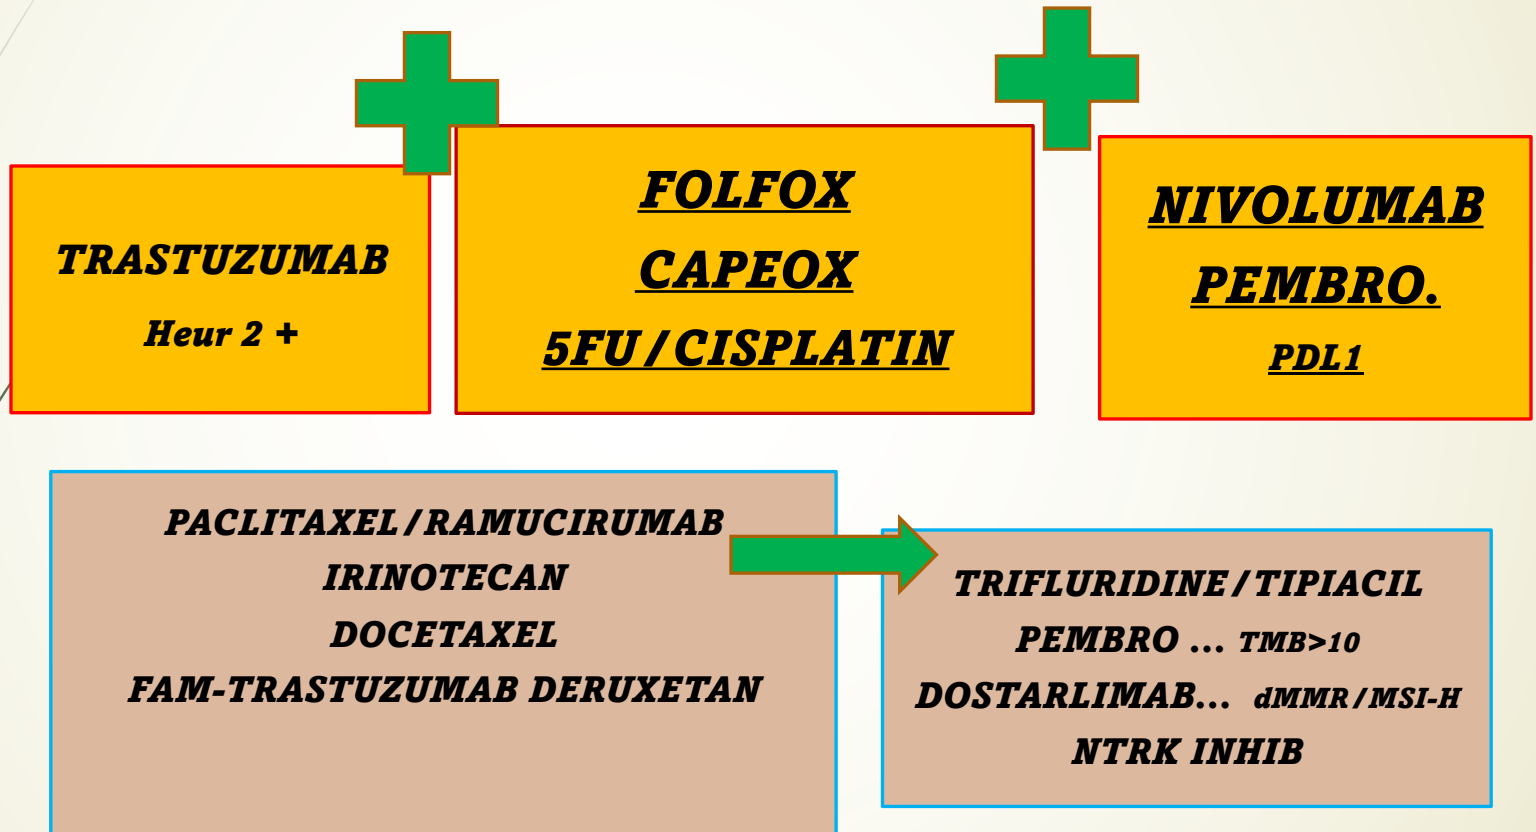 TRASTUZUMAB
Heur 2 +
FOLFOX
CAPEOX
5FU/CISPLATIN
NIVOLUMAB
PEMBRO.
PDL1
PACLITAXEL/RAMUCIRUMAB
IRINOTECAN
DOCETAXEL
FAM-TRASTUZUMAB DERUXETAN
TRIFLURIDINE/TIPIACIL
PEMBRO ... TMB>10
DOSTARLIMAB... dMMR/MSI-H
NTRK INHIB